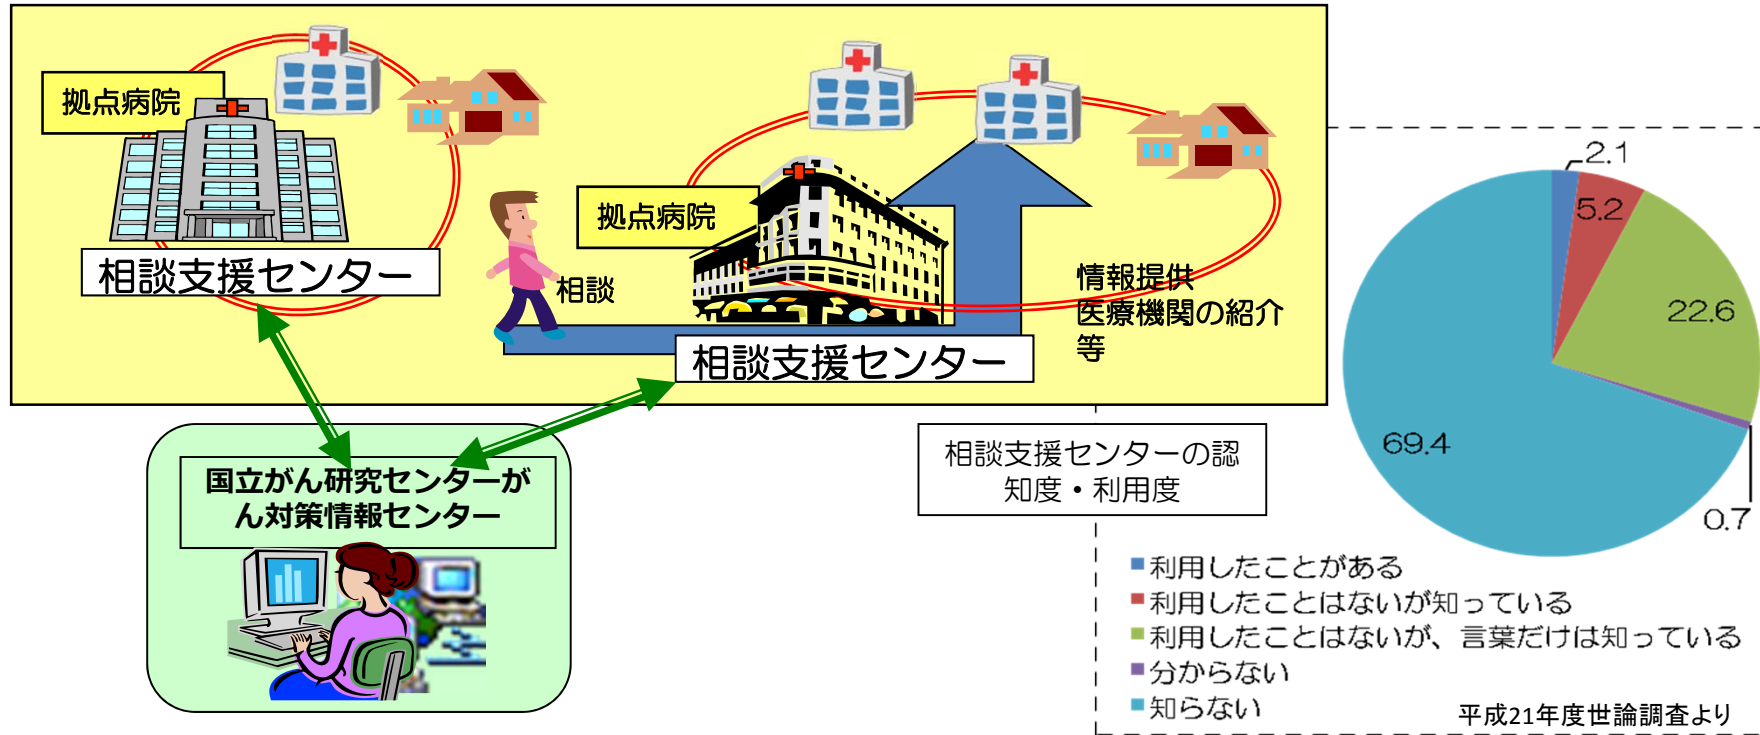 拠点病院
相談支援センター
拠点病院
相談
相談支援センター
情報提供
医療機関の紹介
等
国立がん研究センターが
ん対策情報センター
相談支援センターの認
知度・利用度
2.1
5.2
22.6
69.4
0.7
利用したことがある
利用したことはないが知っている
利用したことはないが、言葉だけは知っている
分からない
知らない
平成21年度世論調査より